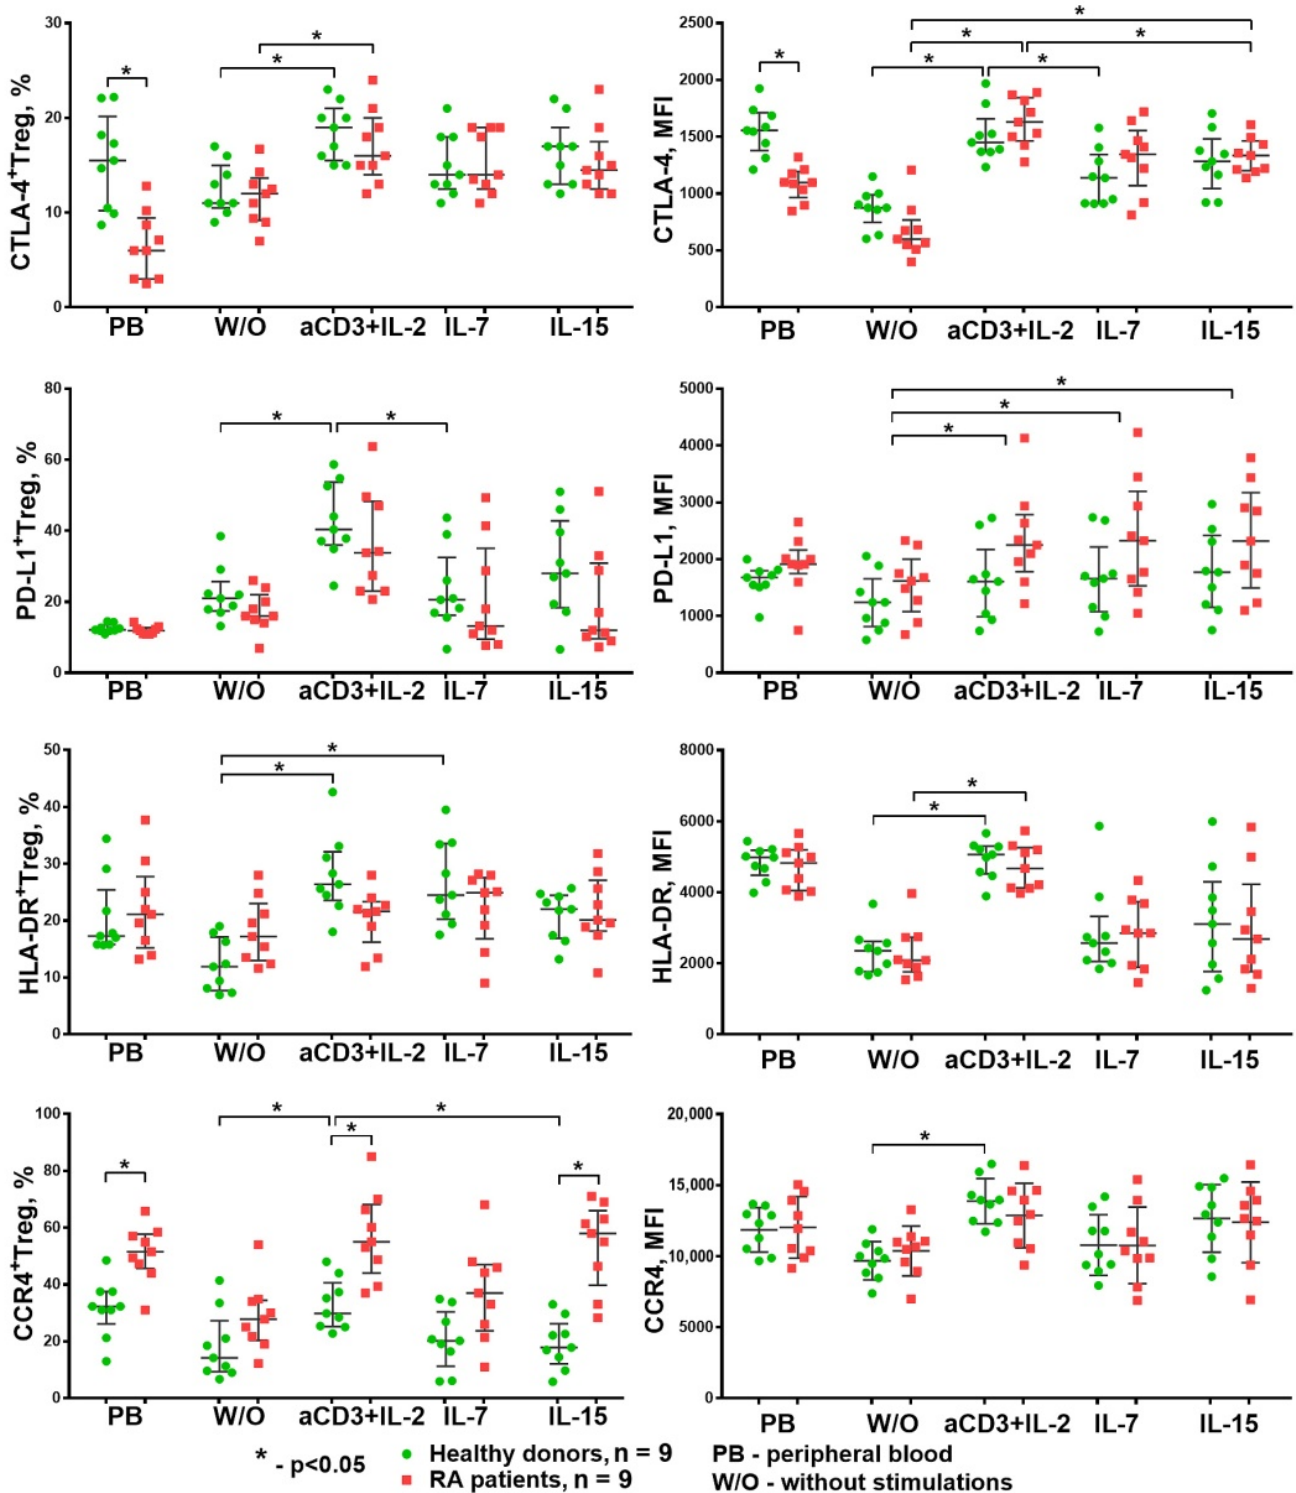 CTLA-4+Treg, %
30
20
10
0
*
*
*
PB
W/O
aCD3+IL-2
IL-7
IL-15
CTLA-4, MFI
2500
2000
1500
1000
500
0
*
*
*
*
*
*
PB
W/O
aCD3+IL-2
IL-7
IL-15
PD-L1+Treg, %
80
60
40
20
0
*
*
PB
W/O
aCD3+IL-2
IL-7
IL-15
PD-L1, MFI
5000
4000
3000
2000
1000
0
*
*
*
PB
W/O
aCD3+IL-2
IL-7
IL-15
HLA-DR+Treg, %
50
40
30
20
10
0
*
*
PB
W/O
aCD3+IL-2
IL-7
IL-15
HLA-DR, MFI
8000
6000
4000
2000
0
*
*
PB
W/O
aCD3+IL-2
IL-7
IL-15
CCR4+Treg, %
100
80
60
40
20
0
*
*
*
*
*
PB
W/O
aCD3+IL-2
IL-7
IL-15
CCR4, MFI
20,000
15,000
10,000
5000
0
*
PB
W/O
aCD3+IL-2
IL-7
IL-15
* - p<0.05
Healthy donors, n = 9
RA patients, n = 9
PB - peripheral blood
W/O - without stimulations